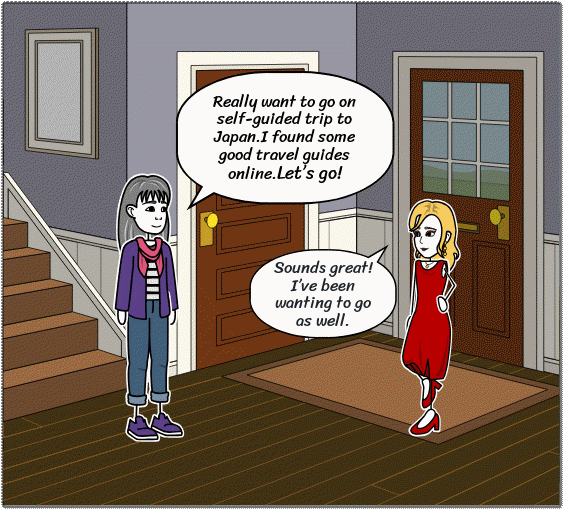 Really want to go on
self-guided trip to
Japan.I found some
good travel guides
online.Let's go!
Sounds great!
I've been
wanting to go
as well.